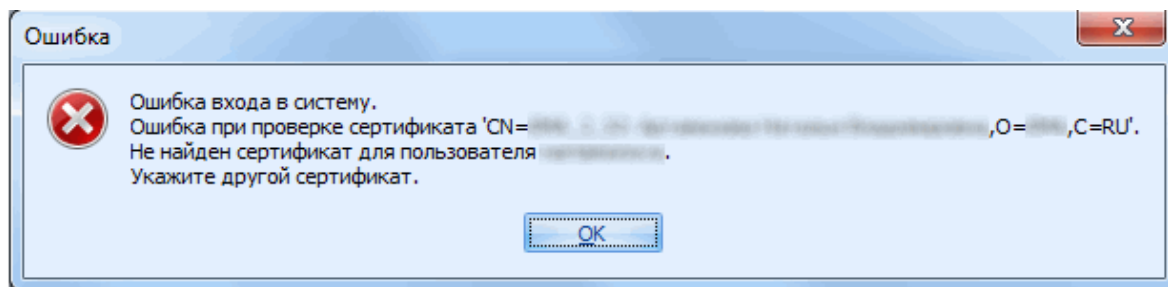 Ошибка
Ошибка входа в систему.
Ошибка при проверке сертификата 'CN= ,O= ,C=RU'.
Не найден сертификат для пользователя .
Укажите другой сертификат.
OK